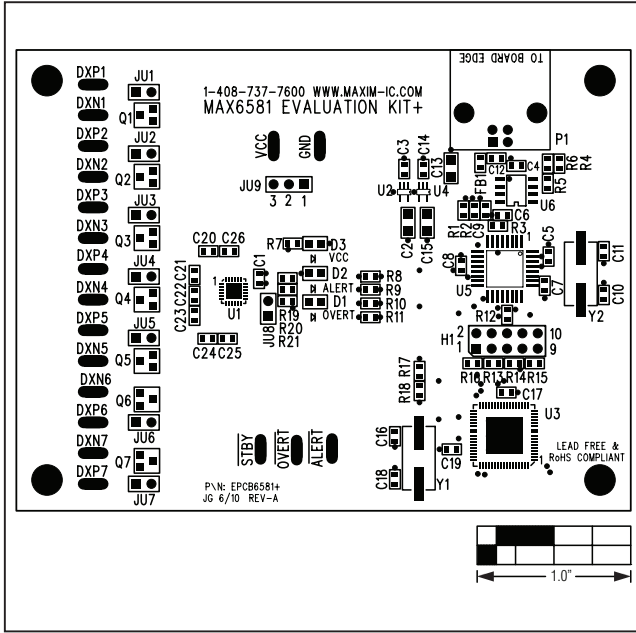 TO BOARD EDGE
1-408-737-7600 WWW.MAXIM-IC.COM
MAX6581 EVALUATION KIT+
DXP1
JU1
DXN1
Q1
DXP2
JU2
DXN2
Q2
DXP3
JU3
DXN3
Q3
DXP4
JU4
DXN4
Q4
DXP5
JU5
DXN5
Q5
DXN6
Q6
DXP6
JU6
DXN7
Q7
DXP7
JU7
VCC
GND
JU9
3 2 1
C3
C14
C13
U2
U4
C2
C15
P1
C12
C4
R6
R4
FB1
R5
U6
R1
R2
C9
C6
R3
1
C5
C11
C8
U5
C7
C10
Y2
C20 C26
C21
C22
C23
1
U1
C24 C25
C1
R7
D3
VCC
D2
ALERT
D1
OVERT
R19
R20
R21
JU8
R8
R9
R10
R11
R12
H1
2
10
1
9
R16 R13 R14 R15
R17
R18
C17
U3
1
C16
C18
C19
Y1
STBY
OVERT
ALERT
LEAD FREE &
RoHS COMPLIANT
P\N: EPCB6581+
JG 6/10 REV-A
1.0"